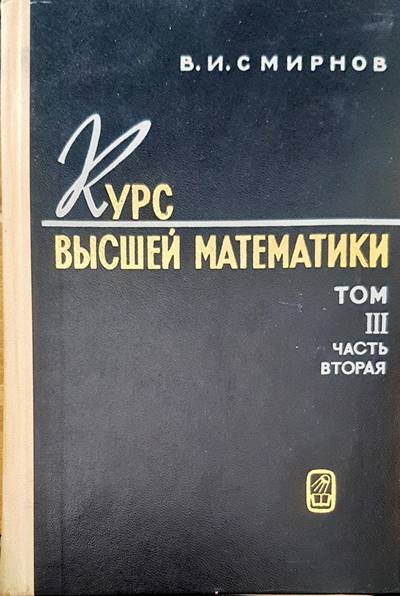 В. И. СМИРНОВ
КУРС
ВЫСШЕЙ МАТЕМАТИКИ
ТОМ
III
ЧАСТЬ
ВТОРАЯ